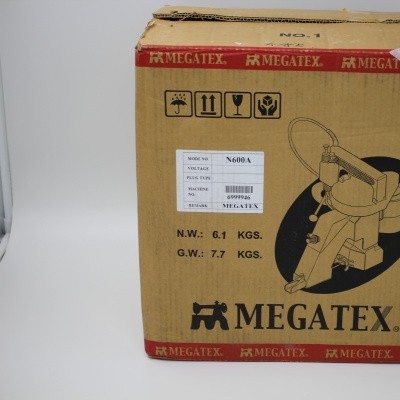 NO.1
MEGATEX® MEGATEX® MEGATEX
MODE NO N600A
VOLTAGE
PLUG TYPE
MACHINE NO. 6999946
REMARK MEGATEX
N.W.: 6.1 KGS.
G.W.: 7.7 KGS.
MEGATEX®
MEGATEX® MEGATEX® MEGATEX